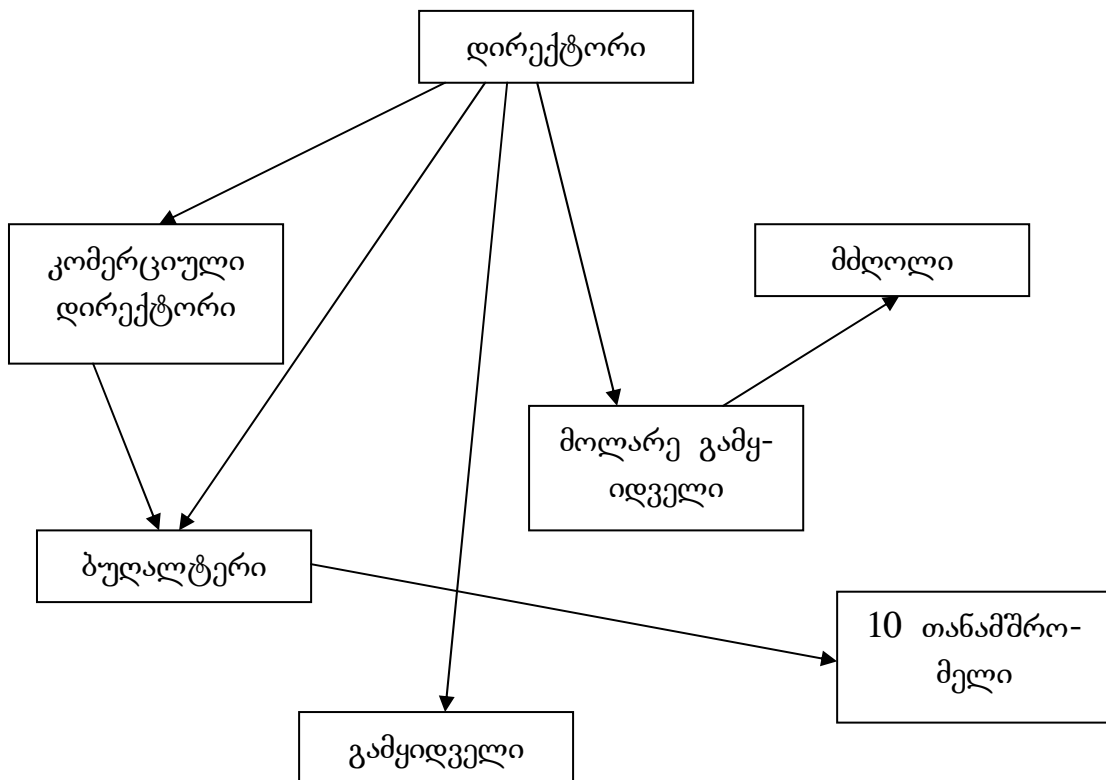 დირექტორი
კომერციული
დირექტორი
მძღოლი
მოლარე გამყ-
იდველი
ბუღალტერი
10 თანამშრო-
მელი
გამყიდველი